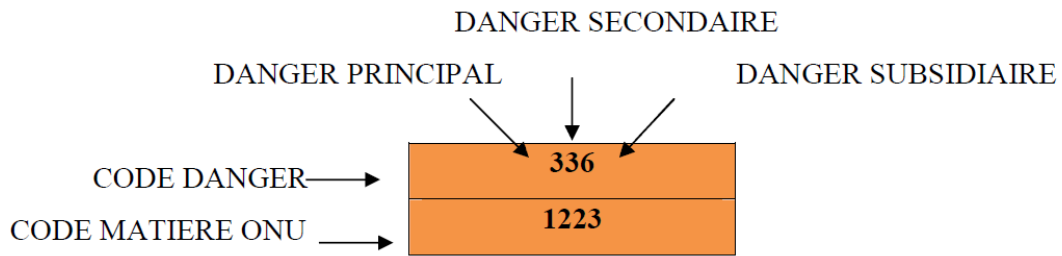 DANGER SECONDAIRE
DANGER PRINCIPAL
DANGER SUBSIDIAIRE
336
CODE DANGER
1223
CODE MATIERE ONU